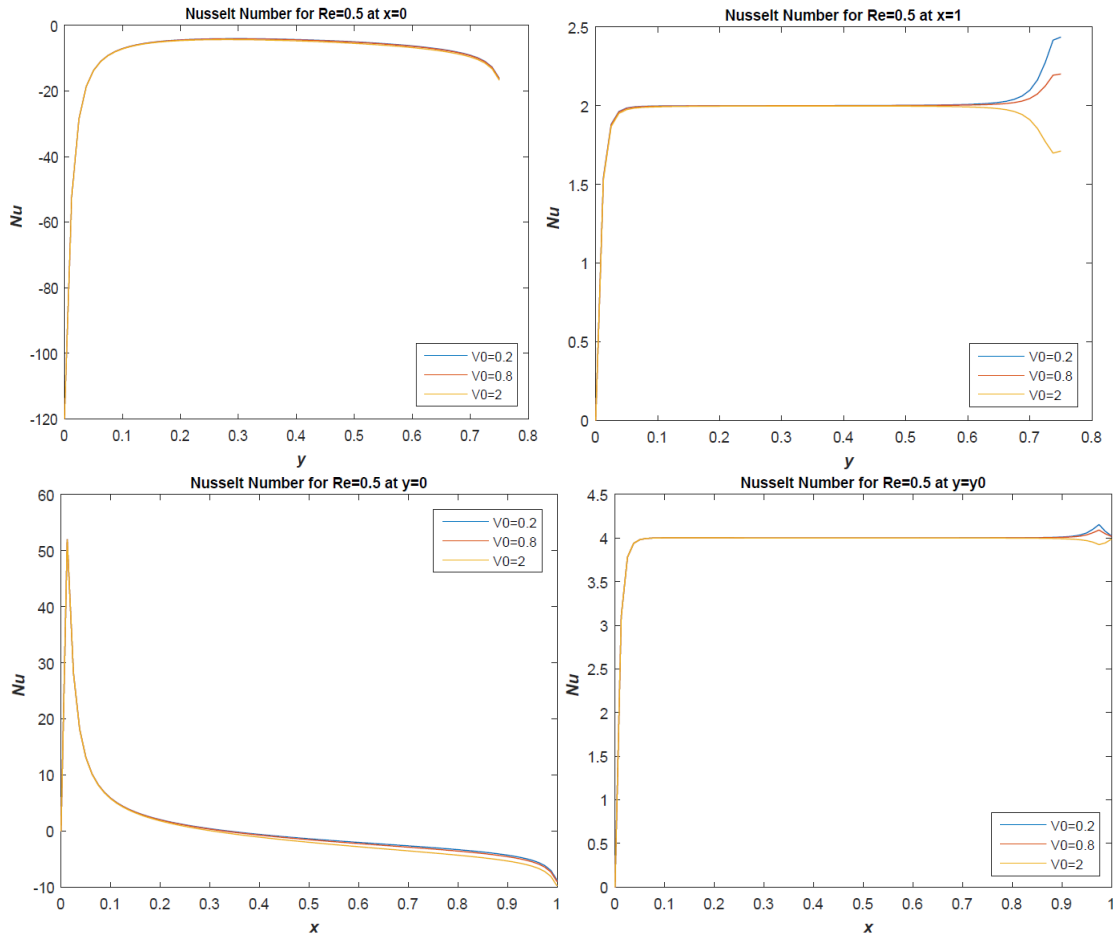 Nusselt Number for Re=0.5 at x=0
0
-20
-40
-60
-80
-100
-120
Nu
0 0.1 0.2 0.3 0.4 0.5 0.6 0.7 0.8
y
V0=0.2
V0=0.8
V0=2
Nusselt Number for Re=0.5 at x=1
2.5
2
1.5
1
0.5
0
Nu
0 0.1 0.2 0.3 0.4 0.5 0.6 0.7 0.8
y
V0=0.2
V0=0.8
V0=2
Nusselt Number for Re=0.5 at y=0
60
50
40
30
20
10
0
-10
Nu
0 0.1 0.2 0.3 0.4 0.5 0.6 0.7 0.8 0.9 1
x
V0=0.2
V0=0.8
V0=2
Nusselt Number for Re=0.5 at y=y0
4.5
4
3.5
3
2.5
2
1.5
1
0.5
0
Nu
0 0.1 0.2 0.3 0.4 0.5 0.6 0.7 0.8 0.9 1
x
V0=0.2
V0=0.8
V0=2